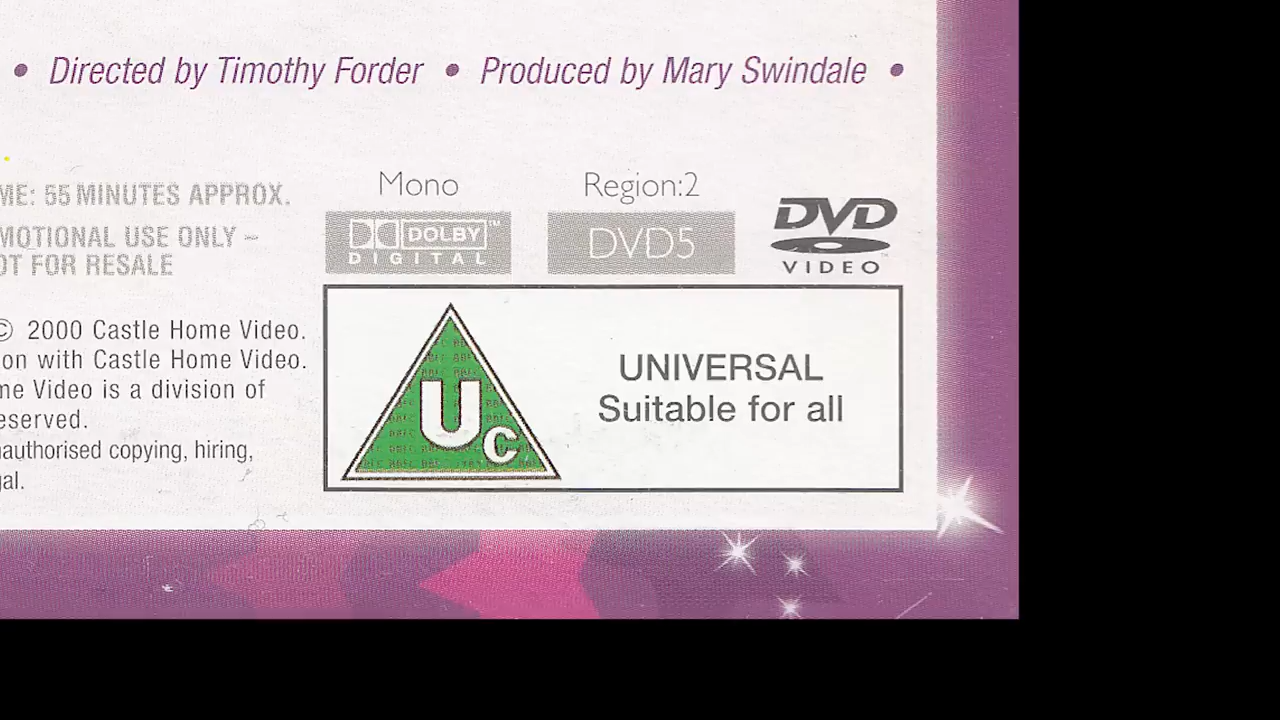 • Directed by Timothy Forder • Produced by Mary Swindale •
ME: 55 MINUTES APPROX.
MOTIONAL USE ONLY –
OT FOR RESALE
Mono
DOLBY™
DIGITAL
Region:2
DVD5
DVD™
VIDEO
© 2000 Castle Home Video.
on with Castle Home Video.
me Video is a division of
eserved.
nauthorised copying, hiring,
gal.
U
C
UNIVERSAL
Suitable for all